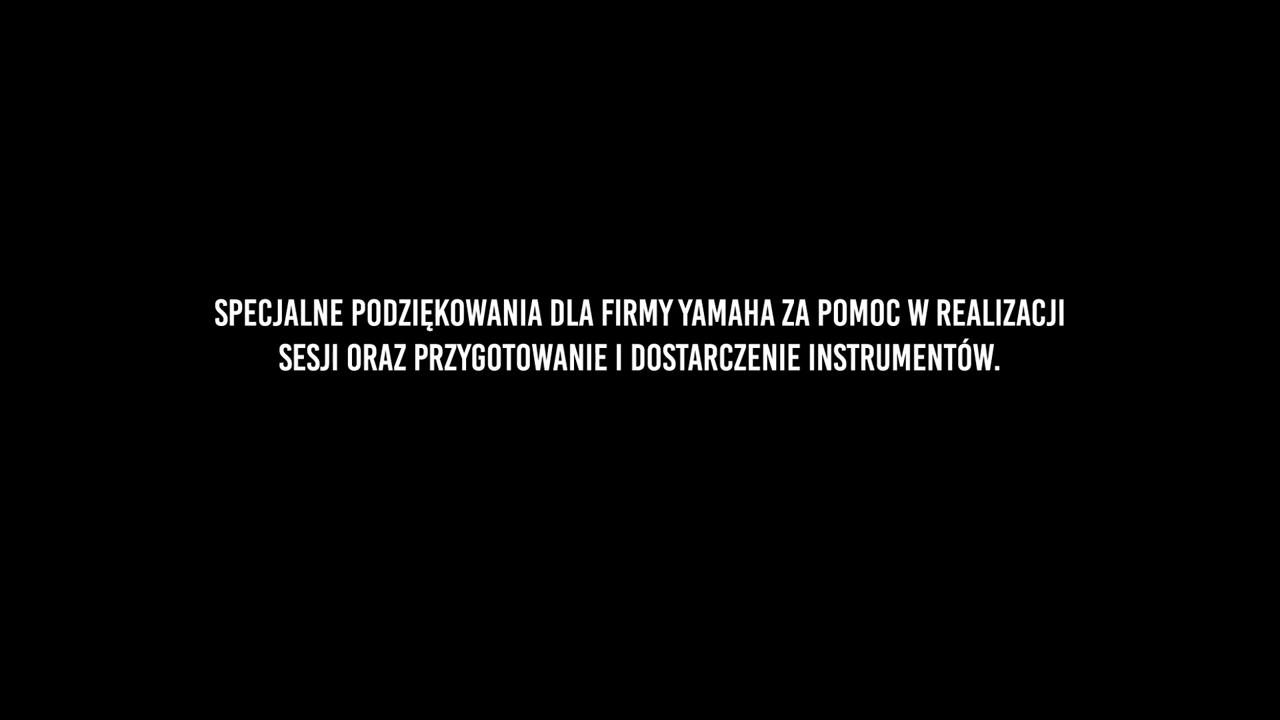 SPECJALNE PODZIĘKOWANIA DLA FIRMY YAMAHA ZA POMOC W REALIZACJI
SESJI ORAZ PRZYGOTOWANIE I DOSTARCZENIE INSTRUMENTÓW.